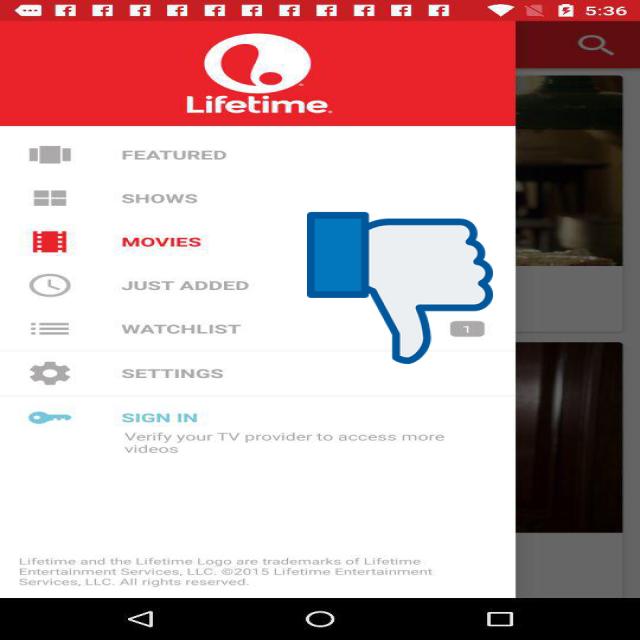 5:36
Lifetime
FEATURED
SHOWS
MOVIES
JUST ADDED
WATCHLIST 1
SETTINGS
SIGN IN
Verify your TV provider to access more
videos
Lifetime and the Lifetime Logo are trademarks of Lifetime
Entertainment Services, LLC. ©2015 Lifetime Entertainment
Services, LLC. All rights reserved.